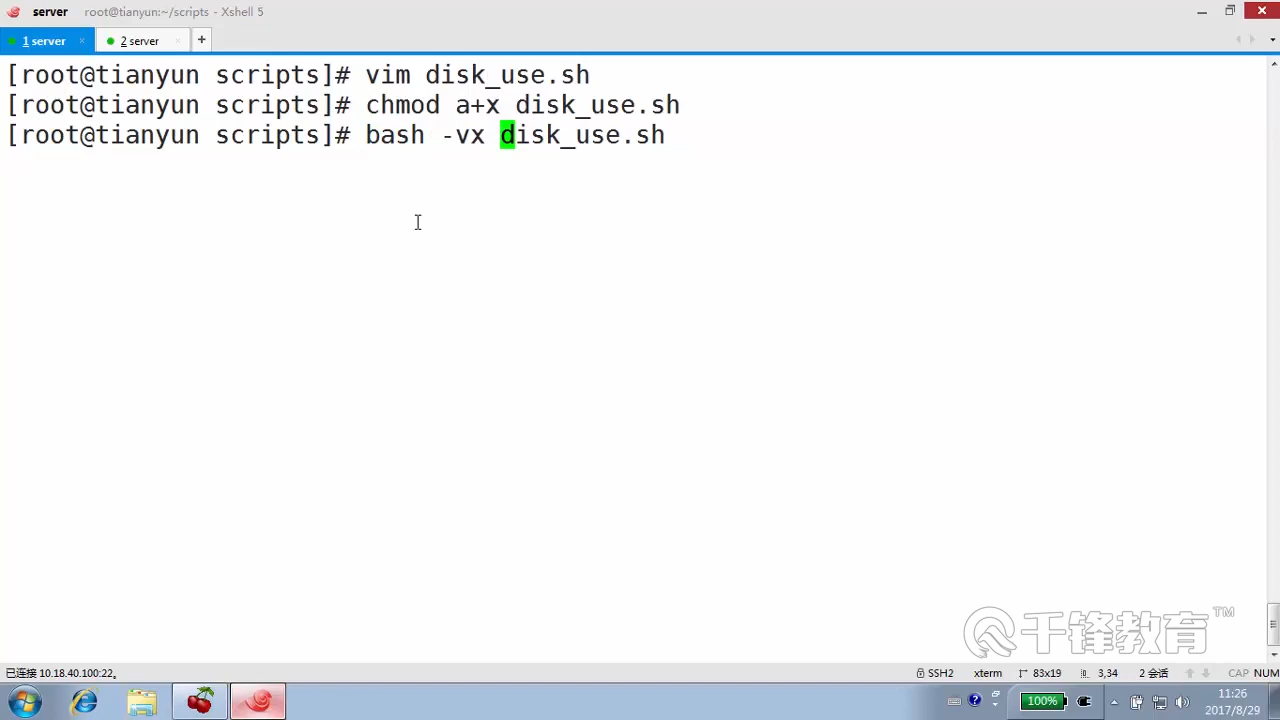 server root@tianyun:~/scripts - Xshell 5
1 server × 2 server × +
[root@tianyun scripts]# vim disk_use.sh
[root@tianyun scripts]# chmod a+x disk_use.sh
[root@tianyun scripts]# bash -vx disk_use.sh
千锋教育™
已连接 10.18.40.100:22。 SSH2 xterm 83x19 3,34 2 会话 CAP NUM
100% 11:26
2017/8/29